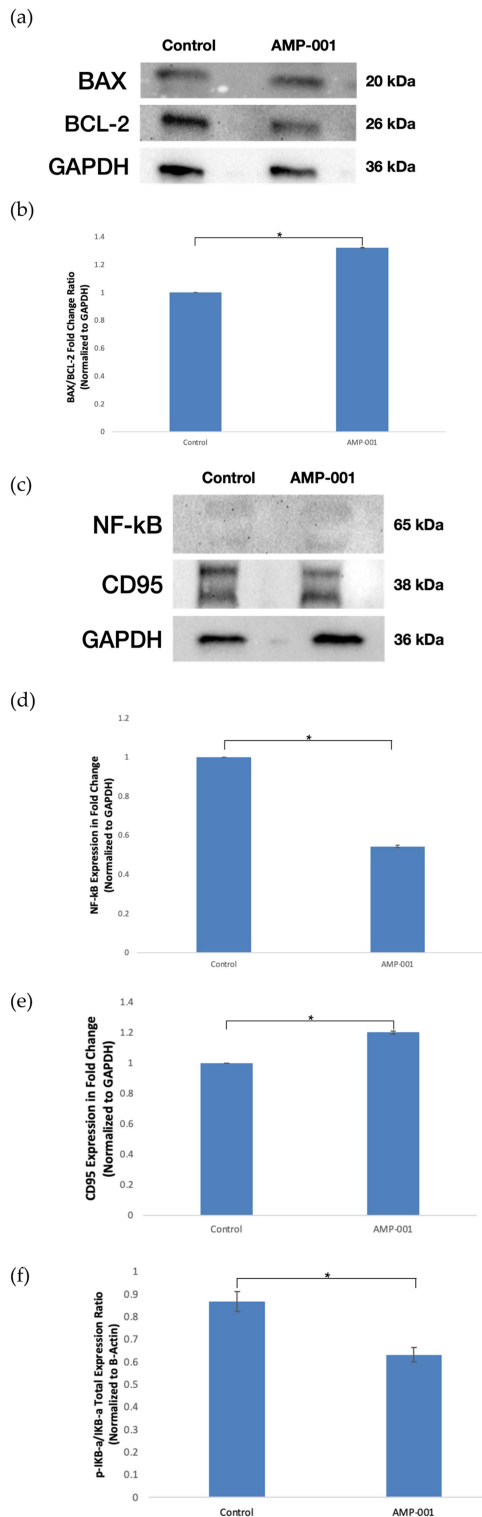 (a)
Control AMP-001
BAX 20 kDa
BCL-2 26 kDa
GAPDH 36 kDa
(b)
BAX/BCL-2 Fold Change Ratio
(Normalized to GAPDH)
1.4
1.2
1
0.8
0.6
0.4
0.2
0
*
Control AMP-001
(c)
Control AMP-001
NF-kB 65 kDa
CD95 38 kDa
GAPDH 36 kDa
(d)
NF-kB Expression in Fold Change
(Normalized to GAPDH)
1.2
1
0.8
0.6
0.4
0.2
0
*
Control AMP-001
(e)
CD95 Expression in Fold Change
(Normalized to GAPDH)
1.4
1.2
1
0.8
0.6
0.4
0.2
0
*
Control AMP-001
(f)
p-IKB-a/IKB-a Total Expression Ratio
(Normalized to B-Actin)
1
0.9
0.8
0.7
0.6
0.5
0.4
0.3
0.2
0.1
0
*
Control AMP-001